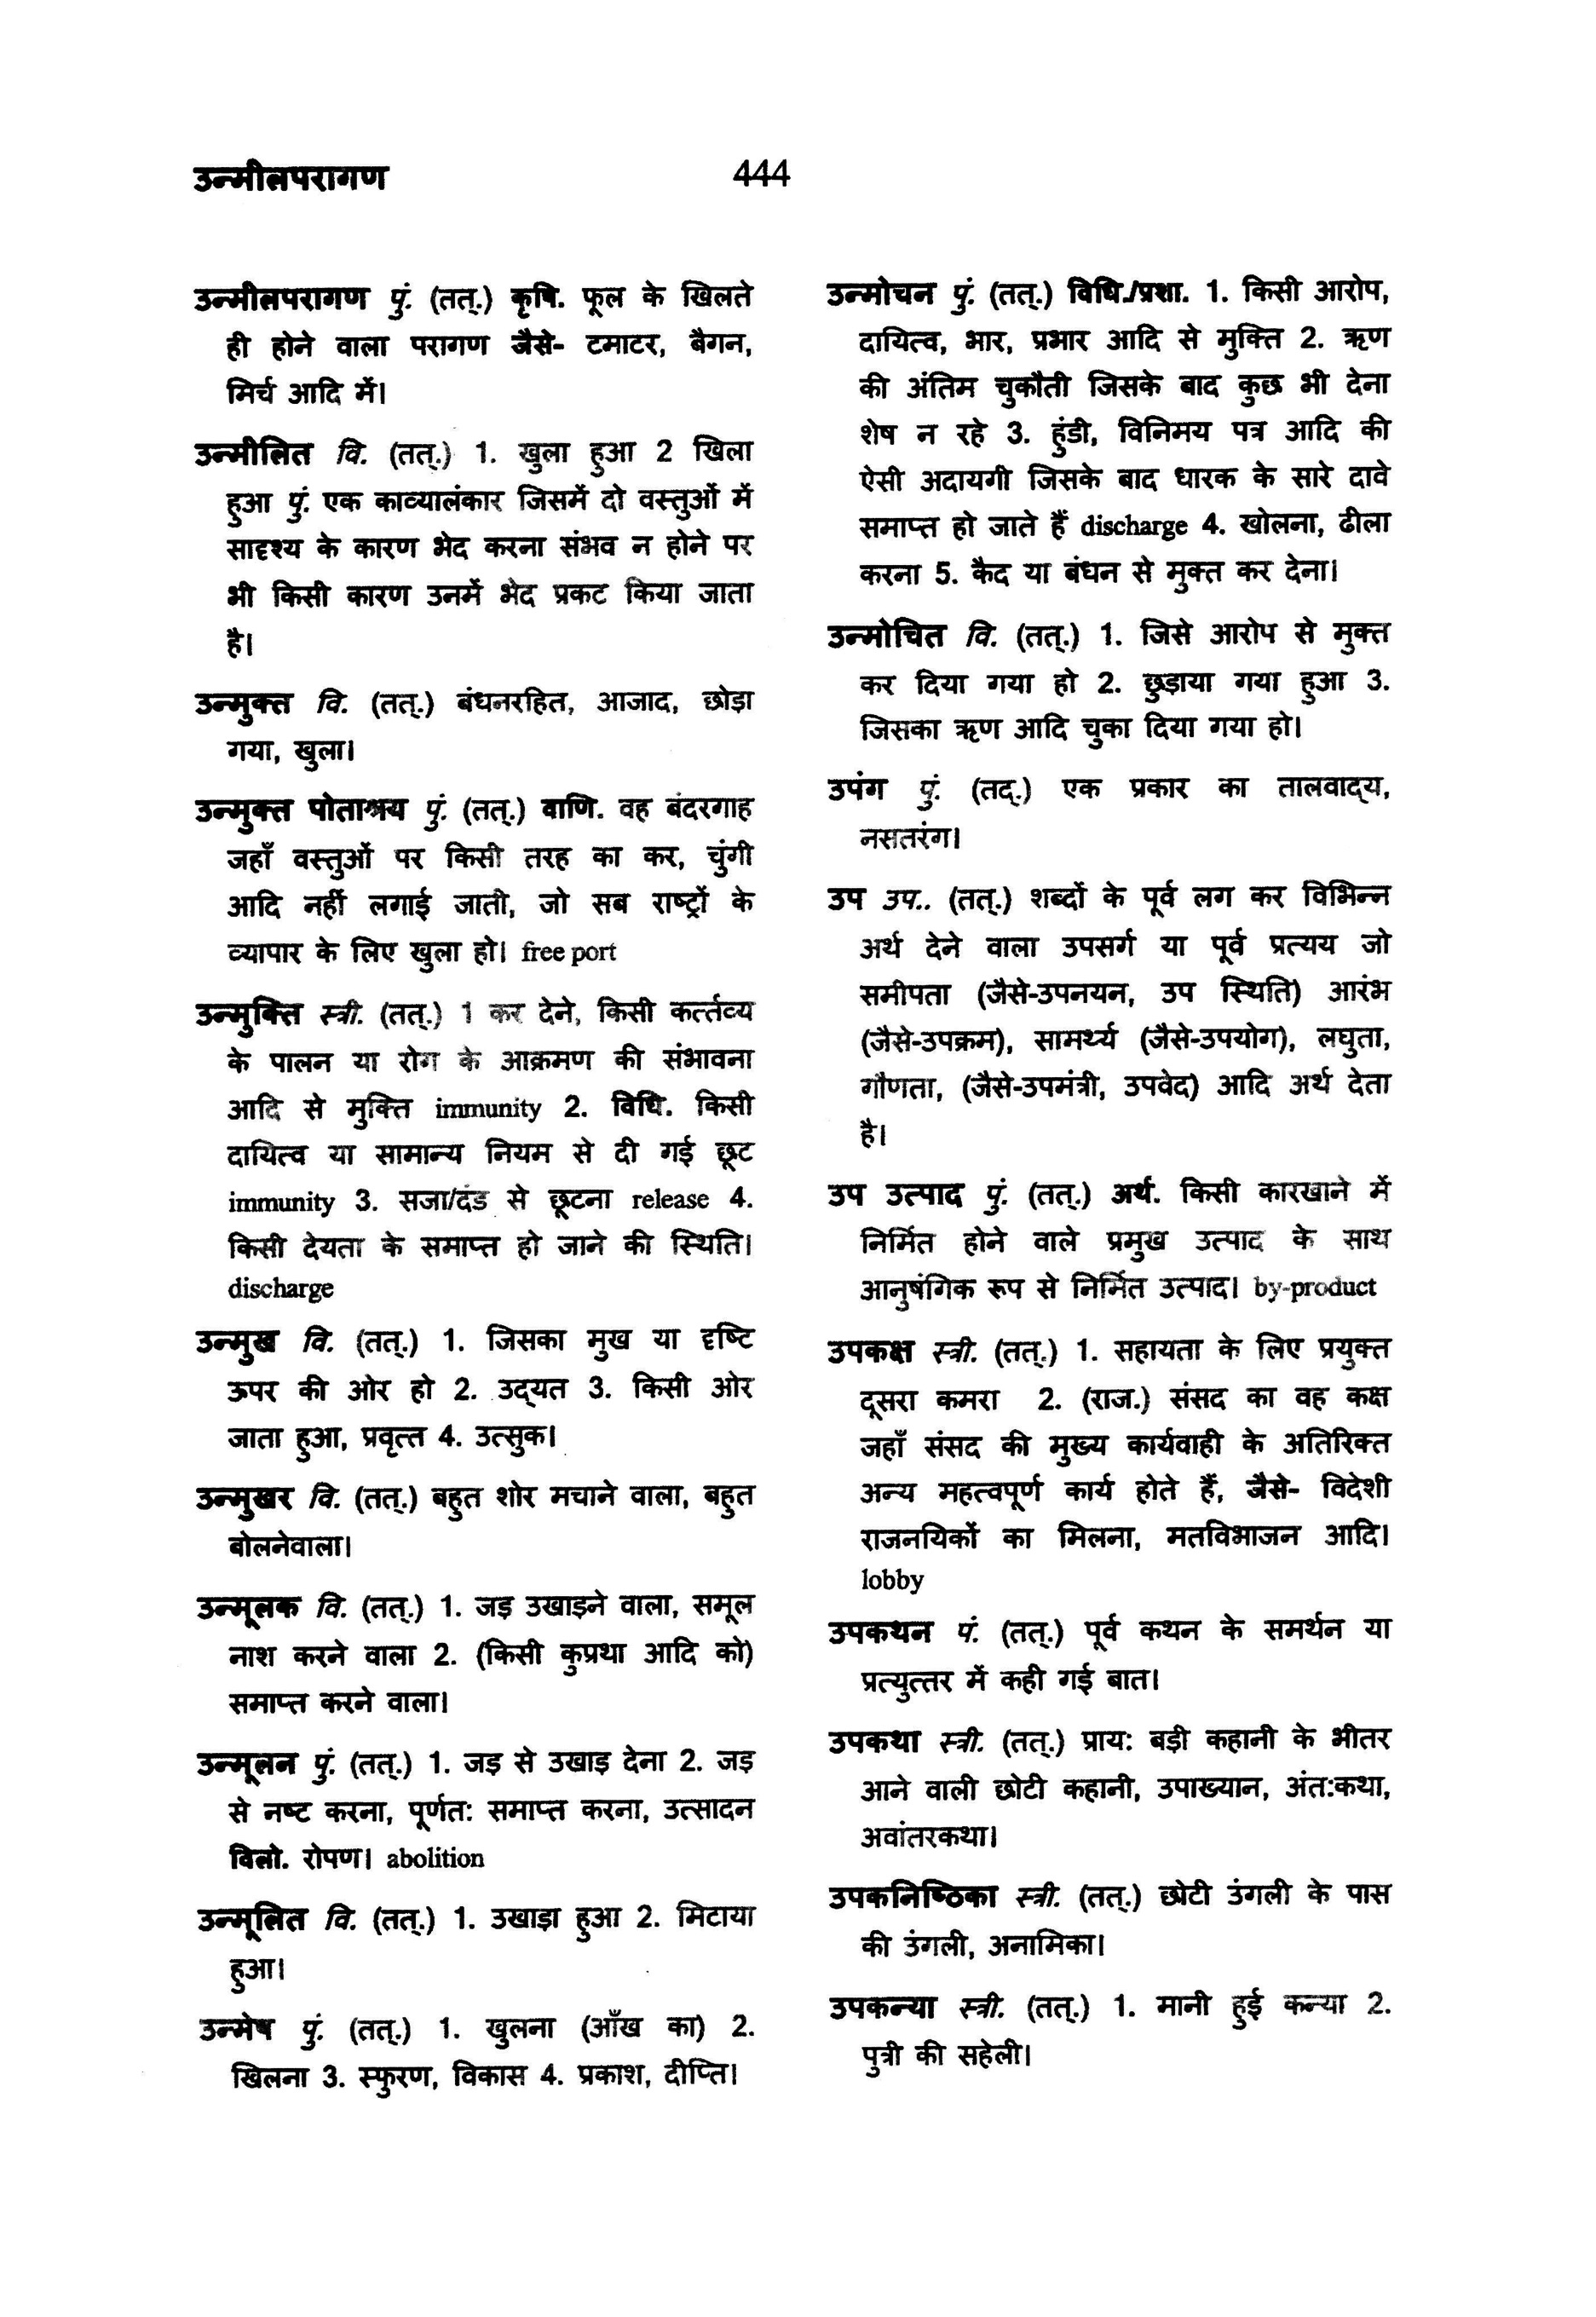 उन्मीलपरागण 444
उन्मीलपरागण पुं. (तत्.) कृषि. फूल के खिलते
ही होने वाला परागण जैसे- टमाटर, बैगन,
मिर्च आदि में।
उन्मीलित वि. (तत्.) 1. खुला हुआ 2 खिला
हुआ पुं. एक काव्यालंकार जिसमें दो वस्तुओं में
सादृश्य के कारण भेद करना संभव न होने पर
भी किसी कारण उनमें भेद प्रकट किया जाता
है।
उन्मुक्त वि. (तत्.) बंधनरहित, आजाद, छोड़ा
गया, खुला।
उन्मुक्त पोताश्रय पुं. (तत्.) वाणि. वह बंदरगाह
जहाँ वस्तुओं पर किसी तरह का कर, चुंगी
आदि नहीं लगाई जाती, जो सब राष्ट्रों के
व्यापार के लिए खुला हो। free port
उन्मुक्ति स्त्री. (तत्.) 1 कर देने, किसी कर्त्तव्य
के पालन या रोग के आक्रमण की संभावना
आदि से मुक्ति immunity 2. विधि. किसी
दायित्व या सामान्य नियम से दी गई छूट
immunity 3. सजा/दंड से छूटना release 4.
किसी देयता के समाप्त हो जाने की स्थिति।
discharge
उन्मुख वि. (तत्.) 1. जिसका मुख या दृष्टि
ऊपर की ओर हो 2. उद्यत 3. किसी ओर
जाता हुआ, प्रवृत्त 4. उत्सुक।
उन्मुखर वि. (तत्.) बहुत शोर मचाने वाला, बहुत
बोलनेवाला।
उन्मूलक वि. (तत्.) 1. जड़ उखाड़ने वाला, समूल
नाश करने वाला 2. (किसी कुप्रथा आदि को)
समाप्त करने वाला।
उन्मूलन पुं. (तत्.) 1. जड़ से उखाड़ देना 2. जड़
से नष्ट करना, पूर्णत: समाप्त करना, उत्सादन
विलो. रोपण। abolition
उन्मूलित वि. (तत्.) 1. उखाड़ा हुआ 2. मिटाया
हुआ।
उन्मेष पुं. (तत्.) 1. खुलना (आँख का) 2.
खिलना 3. स्फुरण, विकास 4. प्रकाश, दीप्ति।
उन्मोचन पुं. (तत्.) विधि./प्रशा. 1. किसी आरोप,
दायित्व, भार, प्रभार आदि से मुक्ति 2. ऋण
की अंतिम चुकौती जिसके बाद कुछ भी देना
शेष न रहे 3. हुंडी, विनिमय पत्र आदि की
ऐसी अदायगी जिसके बाद धारक के सारे दावे
समाप्त हो जाते हैं discharge 4. खोलना, ढीला
करना 5. कैद या बंधन से मुक्त कर देना।
उन्मोचित वि. (तत्.) 1. जिसे आरोप से मुक्त
कर दिया गया हो 2. छुड़ाया गया हुआ 3.
जिसका ऋण आदि चुका दिया गया हो।
उपंग पुं. (तद्.) एक प्रकार का तालवाद्य,
नसतरंग।
उप उप.. (तत्.) शब्दों के पूर्व लग कर विभिन्न
अर्थ देने वाला उपसर्ग या पूर्व प्रत्यय जो
समीपता (जैसे-उपनयन, उप स्थिति) आरंभ
(जैसे-उपक्रम), सामर्थ्य (जैसे-उपयोग), लघुता,
गौणता, (जैसे-उपमंत्री, उपवेद) आदि अर्थ देता
है।
उप उत्पाद पुं. (तत्.) अर्थ. किसी कारखाने में
निर्मित होने वाले प्रमुख उत्पाद के साथ
आनुषंगिक रूप से निर्मित उत्पाद। by-product
उपकक्ष स्त्री. (तत्.) 1. सहायता के लिए प्रयुक्त
दूसरा कमरा 2. (राज.) संसद का वह कक्ष
जहाँ संसद की मुख्य कार्यवाही के अतिरिक्त
अन्य महत्वपूर्ण कार्य होते हैं, जैसे- विदेशी
राजनयिकों का मिलना, मतविभाजन आदि।
lobby
उपकथन पं. (तत्.) पूर्व कथन के समर्थन या
प्रत्युत्तर में कही गई बात।
उपकथा स्त्री. (तत्.) प्राय: बड़ी कहानी के भीतर
आने वाली छोटी कहानी, उपाख्यान, अंत:कथा,
अवांतरकथा।
उपकनिष्ठिका स्त्री. (तत्.) छोटी उंगली के पास
की उंगली, अनामिका।
उपकन्या स्त्री. (तत्.) 1. मानी हुई कन्या 2.
पुत्री की सहेली।